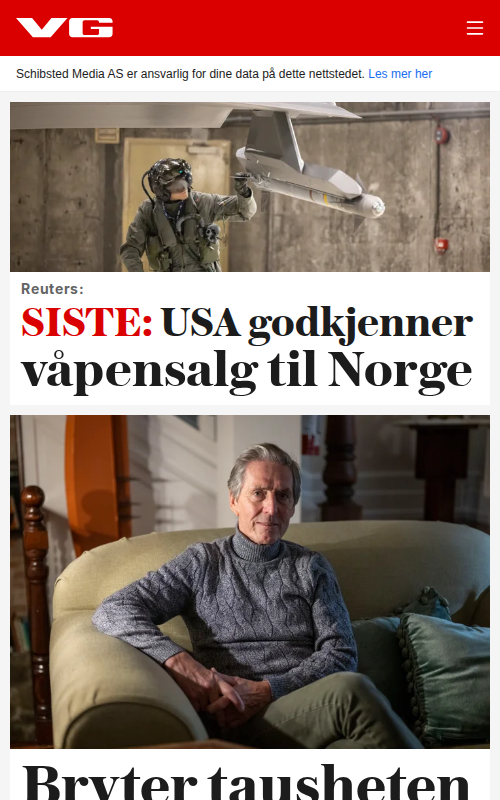 VG
Schibsted Media AS er ansvarlig for dine data på dette nettstedet. Les mer her
Reuters:
SISTE: USA godkjenner
våpensalg til Norge
Bryter tausheten